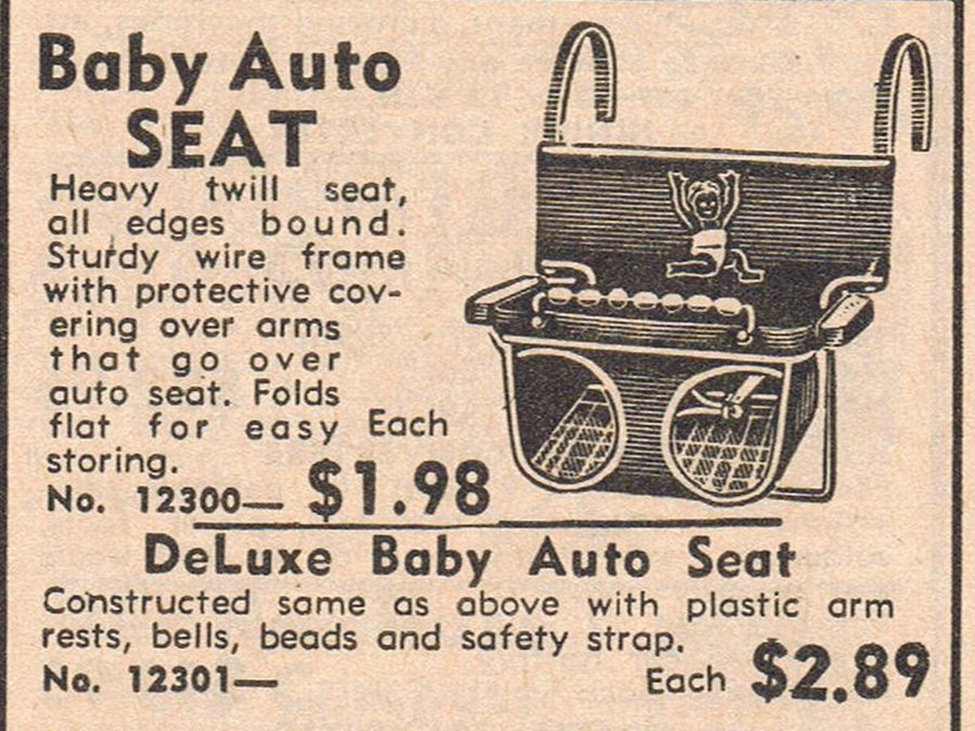 Baby Auto
SEAT
Heavy twill seat,
all edges bound.
Sturdy wire frame
with protective cov-
ering over arms
that go over
auto seat. Folds
flat for easy Each
storing.
No. 12300— $1.98
DeLuxe Baby Auto Seat
Constructed same as above with plastic arm
rests, bells, beads and safety strap.
No. 12301— Each $2.89